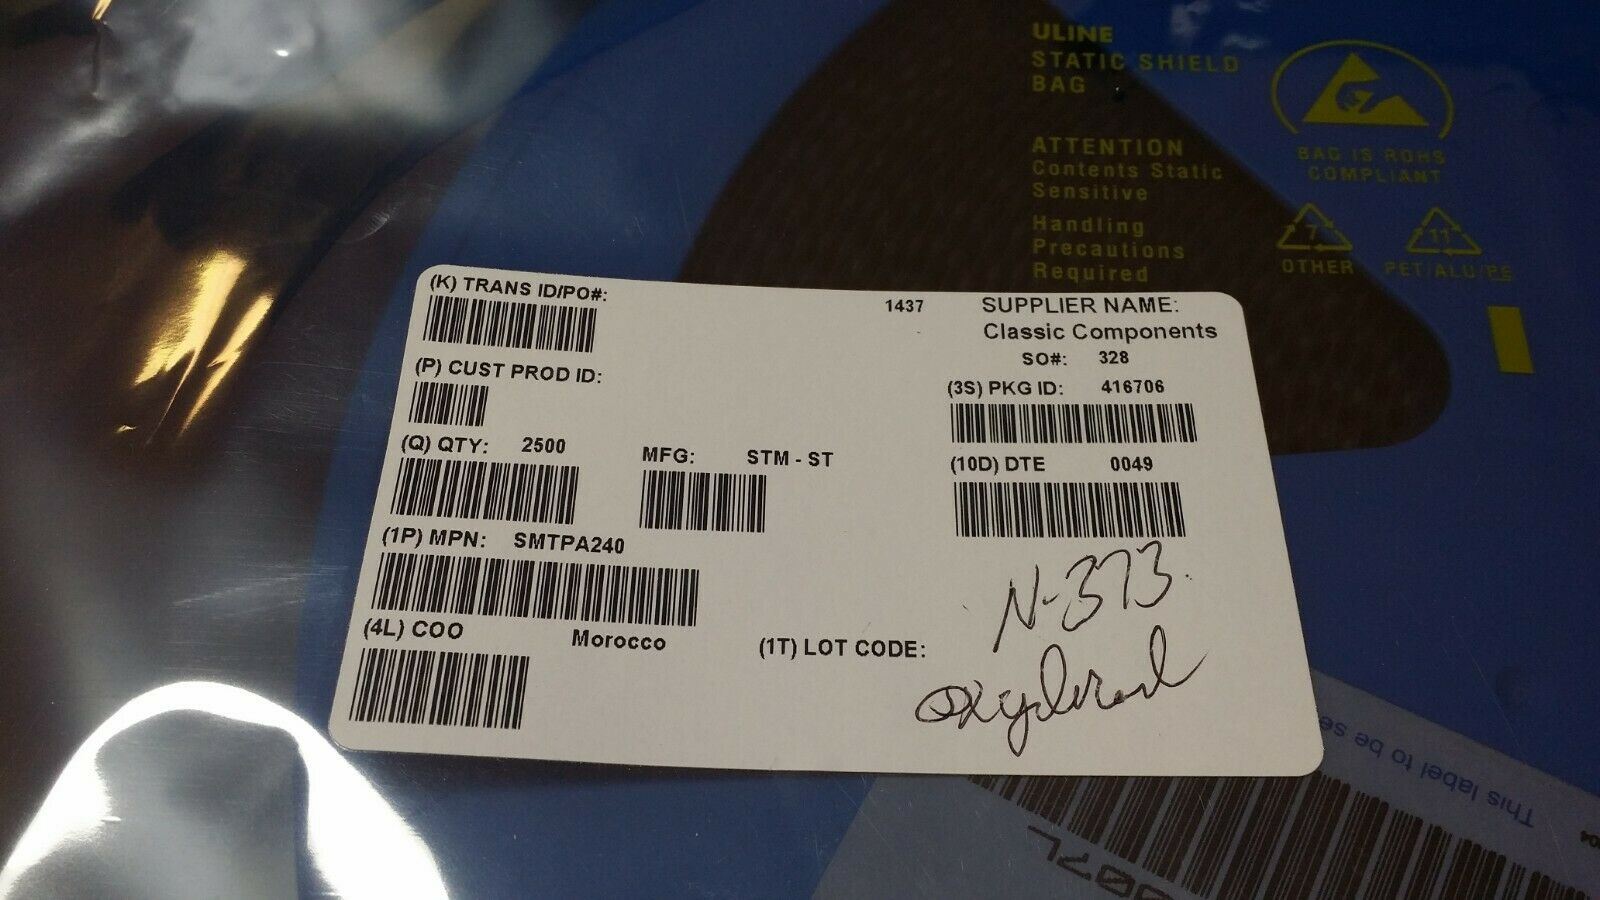 ULINE
STATIC SHIELD
BAG
ATTENTION
Contents Static
Sensitive
Handling
Precautions
Required
BAG IS ROHS
COMPLIANT
7
OTHER
11
PET/ALU/PE
(K) TRANS ID/PO#:
1437
SUPPLIER NAME:
Classic Components
SO#: 328
(P) CUST PROD ID:
(3S) PKG ID: 416706
(Q) QTY: 2500
MFG: STM - ST
(10D) DTE 0049
(1P) MPN: SMTPA240
N-373
(4L) COO Morocco
(1T) LOT CODE:
This label to be se
007L